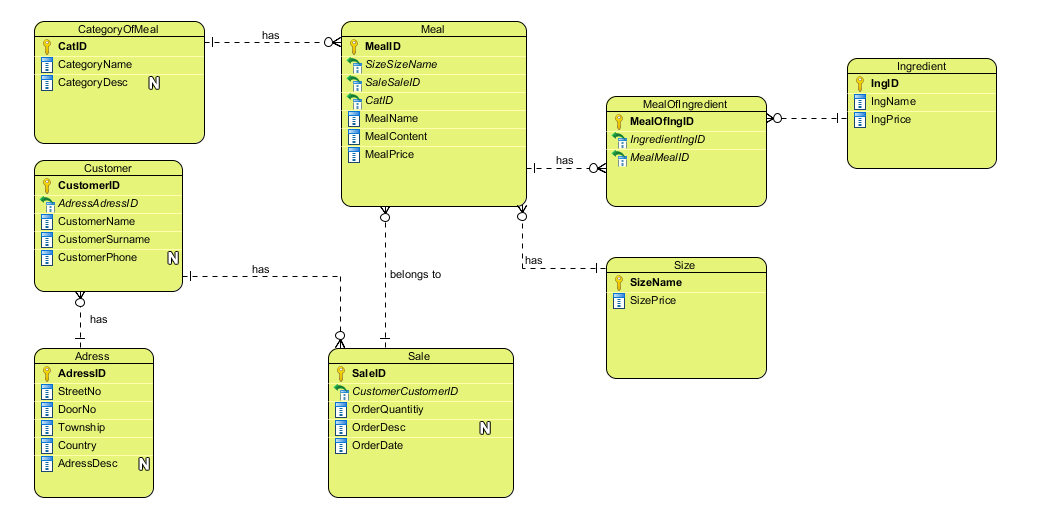 CategoryOfMeal
CatID
CategoryName
CategoryDesc N
has
Meal
MealID
SizeSizeName
SaleSaleID
CatID
MealName
MealContent
MealPrice
Ingredient
IngID
IngName
IngPrice
MealOfIngredient
MealOfIngID
IngredientIngID
MealMealID
has
Customer
CustomerID
AdressAdressID
CustomerName
CustomerSurname
CustomerPhone N
has
belongs to
has
Size
SizeName
SizePrice
has
Adress
AdressID
StreetNo
DoorNo
Township
Country
AdressDesc N
Sale
SaleID
CustomerCustomerID
OrderQuantitiy
OrderDesc N
OrderDate